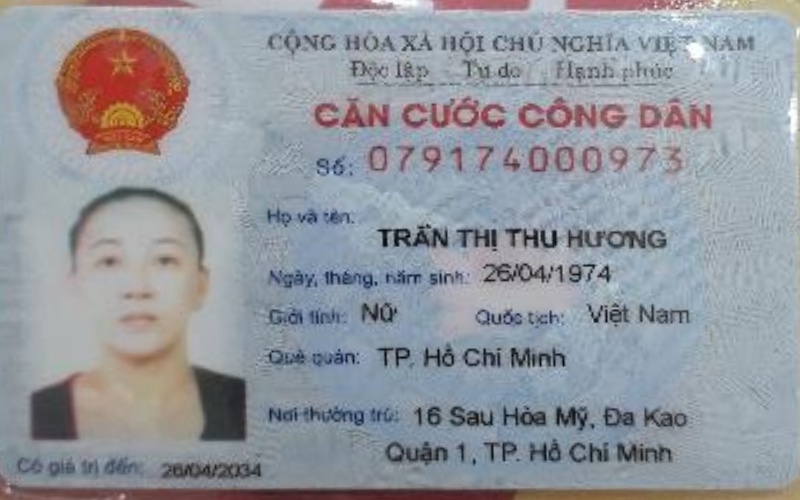 CỘNG HÒA XÃ HỘI CHỦ NGHĨA VIỆT NAM
Độc lập Tự do Hạnh phúc
CĂN CƯỚC CÔNG DÂN
Số: 079174000973
Họ và tên:
TRẦN THỊ THU HƯƠNG
Ngày, tháng, năm sinh: 26/04/1974
Giới tính: Nữ Quốc tịch: Việt Nam
Quê quán: TP. Hồ Chí Minh
Nơi thường trú: 16 Sau Hòa Mỹ, Đa Kao
Quận 1, TP. Hồ Chí Minh
Có giá trị đến: 26/04/2034